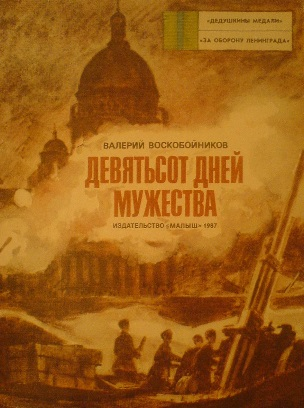 «ДЕДУШКИНЫ МЕДАЛИ»
«ЗА ОБОРОНУ ЛЕНИНГРАДА»
ВАЛЕРИЙ ВОСКОБОЙНИКОВ
ДЕВЯТЬСОТ ДНЕЙ
МУЖЕСТВА
ИЗДАТЕЛЬСТВО «МАЛЫШ» 1987